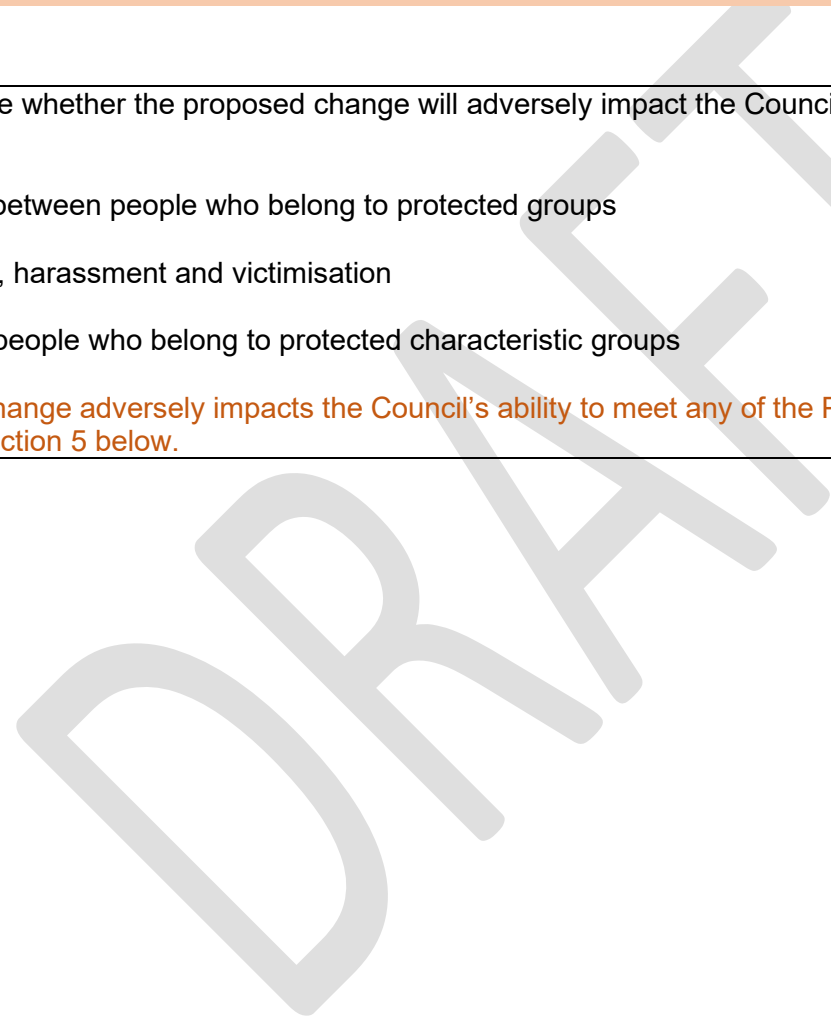 e whether the proposed change will adversely impact the Counci
between people who belong to protected groups
, harassment and victimisation
people who belong to protected characteristic groups
hange adversely impacts the Council’s ability to meet any of the P
ction 5 below.
DRAFT